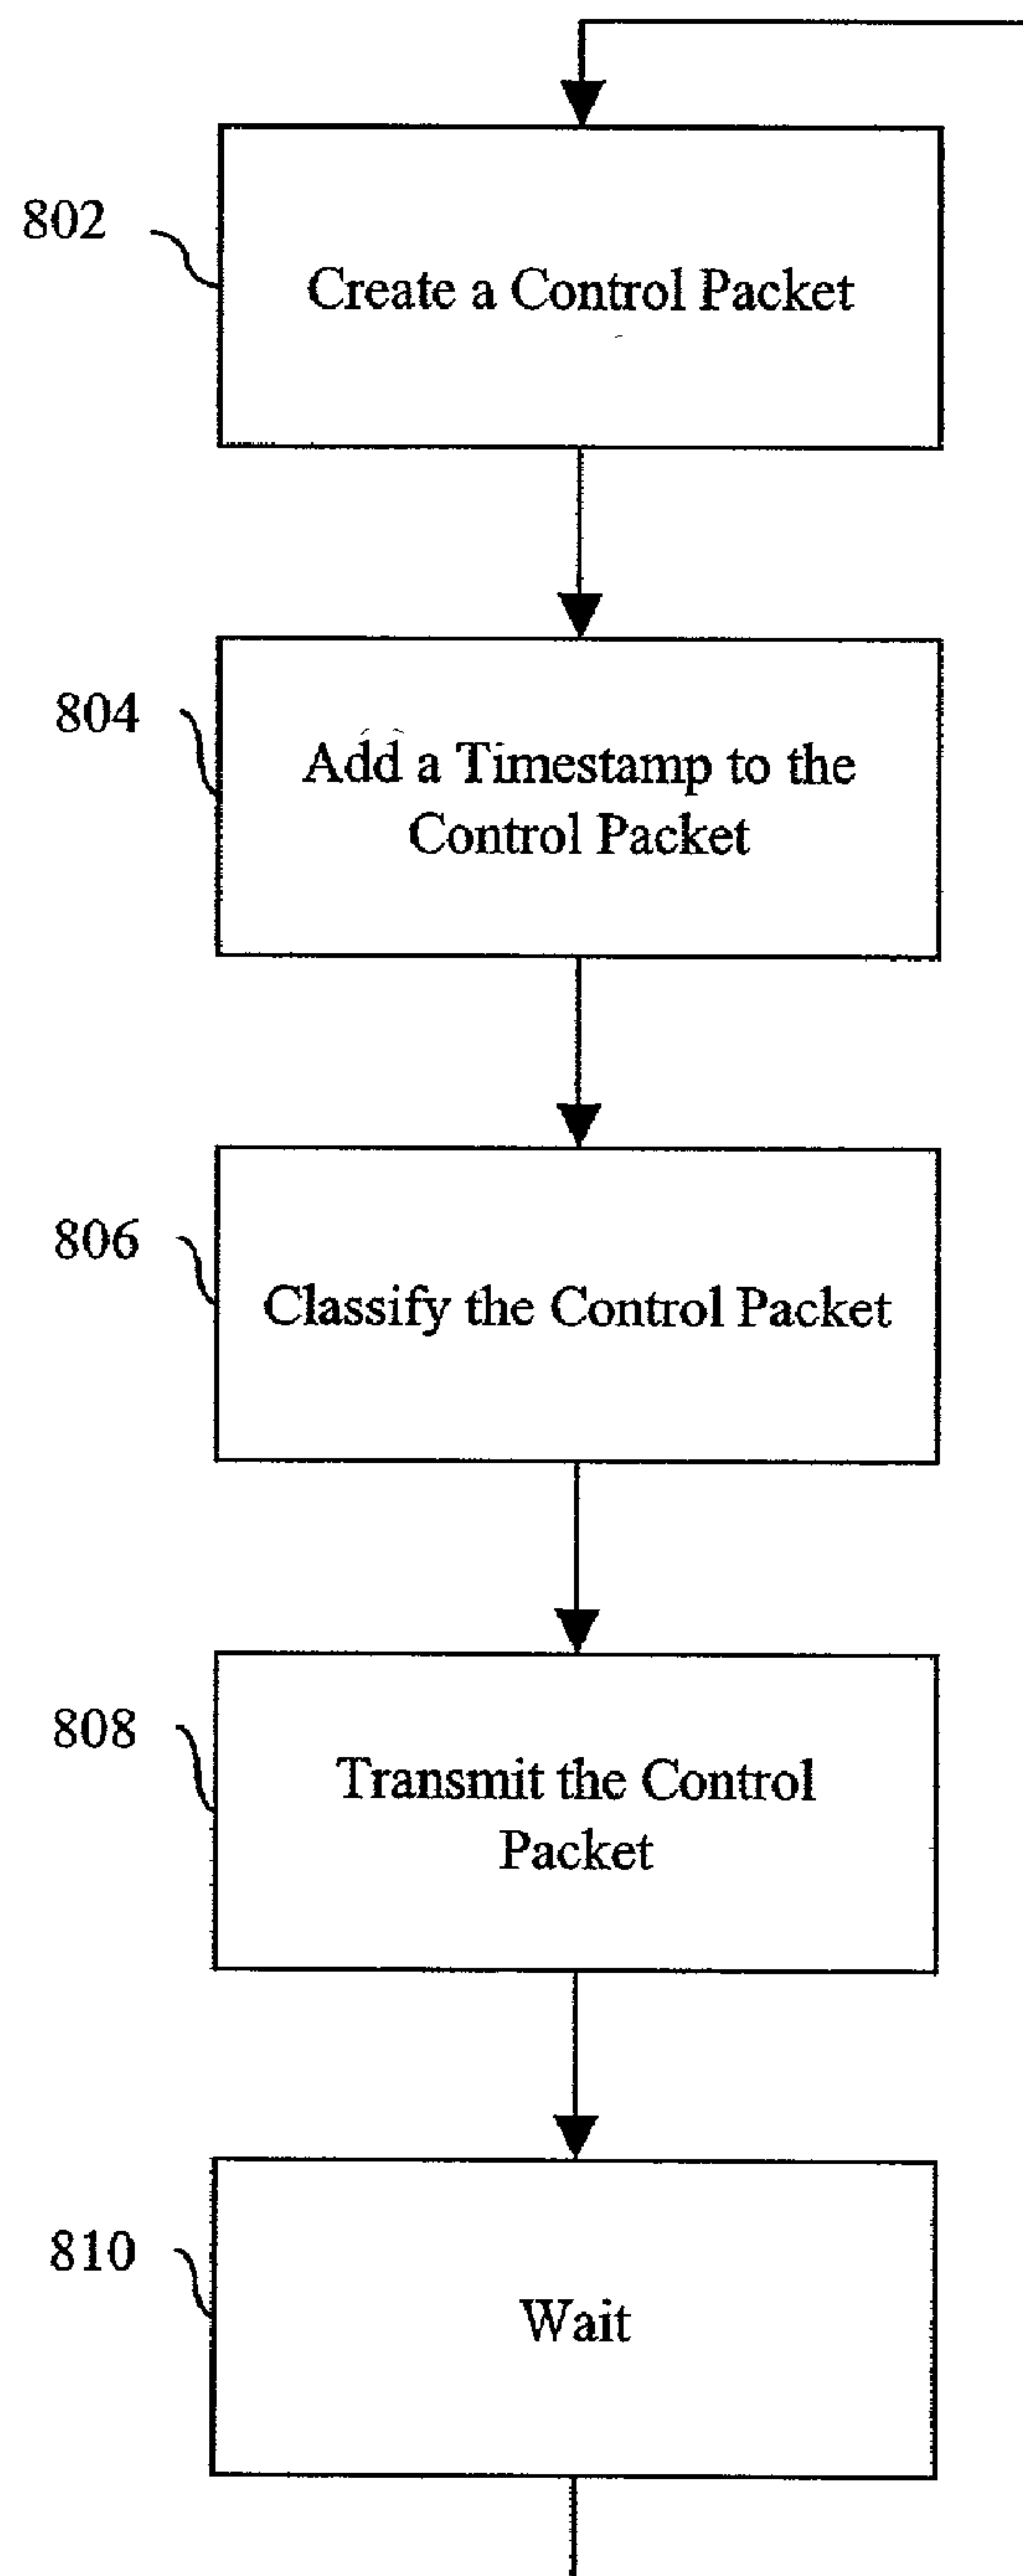 802
Create a Control Packet
804
Add a Timestamp to the
Control Packet
806
Classify the Control Packet
808
Transmit the Control
Packet
810
Wait